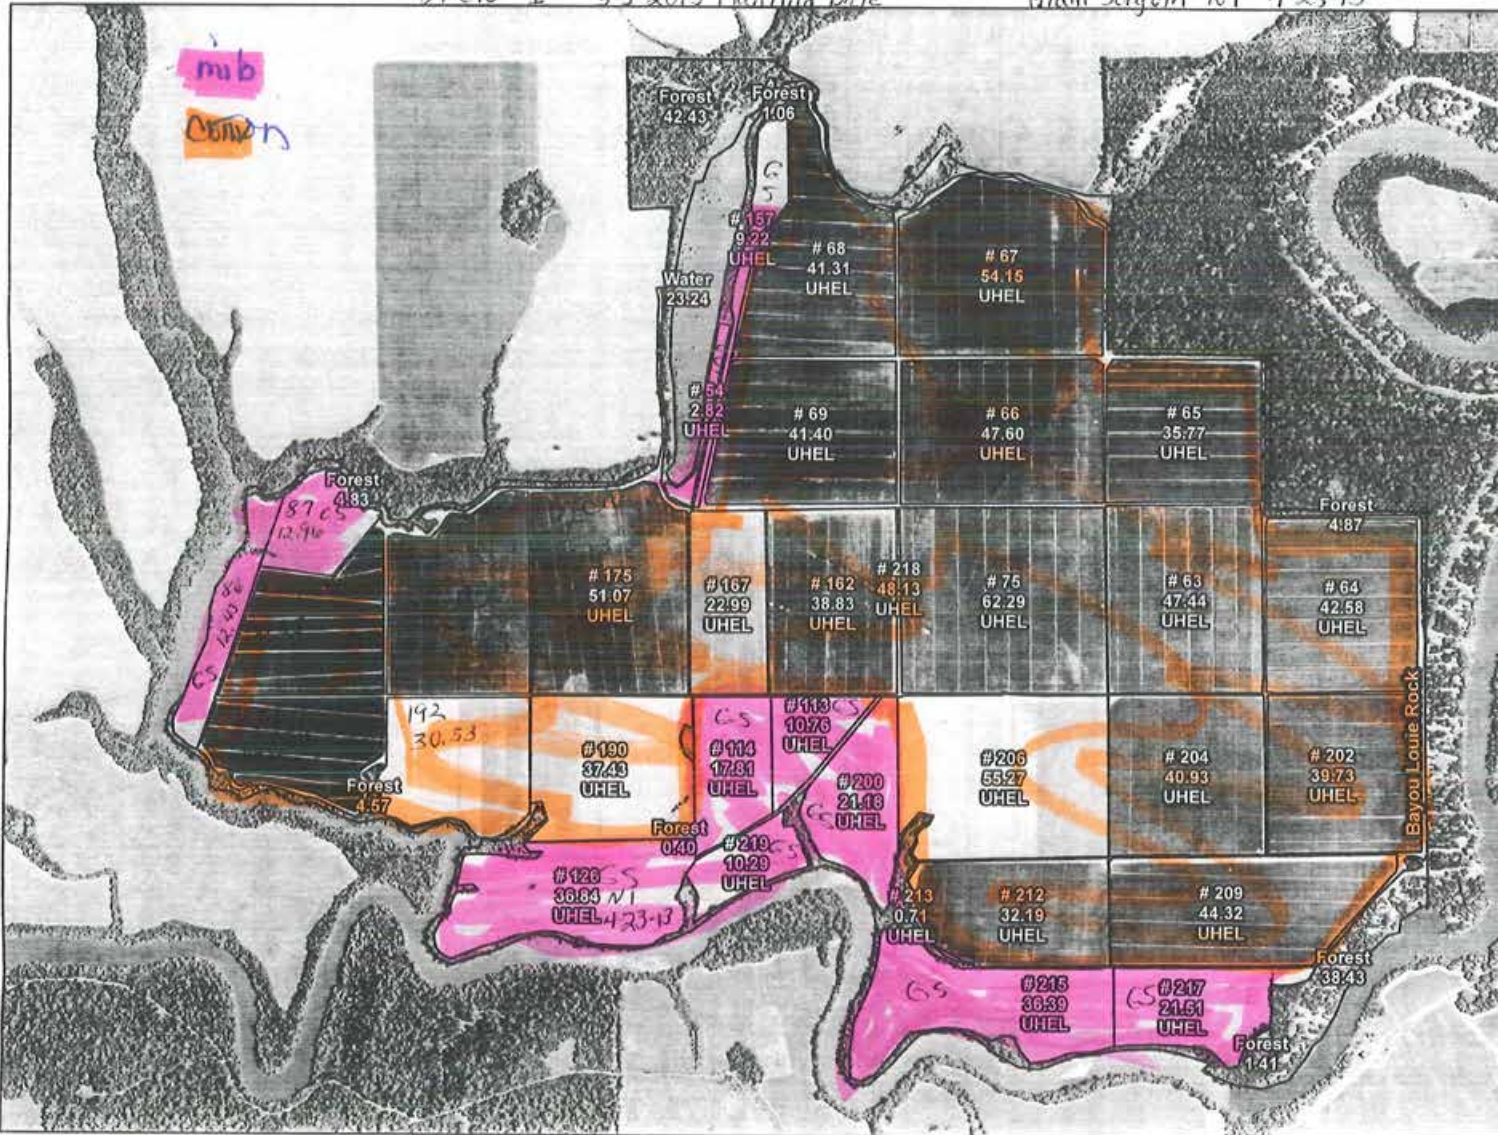 5-3-2013 Planting Date
milo
Forest
42.43
Forest
1.06
GS
# 157
9.22
UHEL
# 68
41.31
UHEL
# 67
54.15
UHEL
Water
23.24
# 54
2.82
UHEL
# 69
41.40
UHEL
# 66
47.60
UHEL
# 65
35.77
UHEL
Forest
4.83
87 GS
12.96
Forest
4.87
# 175
51.07
UHEL
# 167
22.99
UHEL
# 162
38.83
UHEL
# 218
48.13
UHEL
# 75
62.29
UHEL
# 63
47.44
UHEL
# 64
42.58
UHEL
86
12.43
GS
192
30.53
# 190
37.43
UHEL
GS
# 114
17.81
UHEL
# 113 GS
10.76
UHEL
# 200
21.18
UHEL
GS
# 206
55.27
UHEL
# 204
40.93
UHEL
# 202
39.73
UHEL
Bayou Louie Rock
Forest
4.57
Forest
0.40
# 219 GS
10.29
UHEL
# 126 GS
36.84 N1
UHEL 4-23-13
# 213
0.71
UHEL
# 212
32.19
UHEL
# 209
44.32
UHEL
Forest
38.43
GS
# 215
36.39
UHEL
GS # 217
21.51
UHEL
Forest
1.41